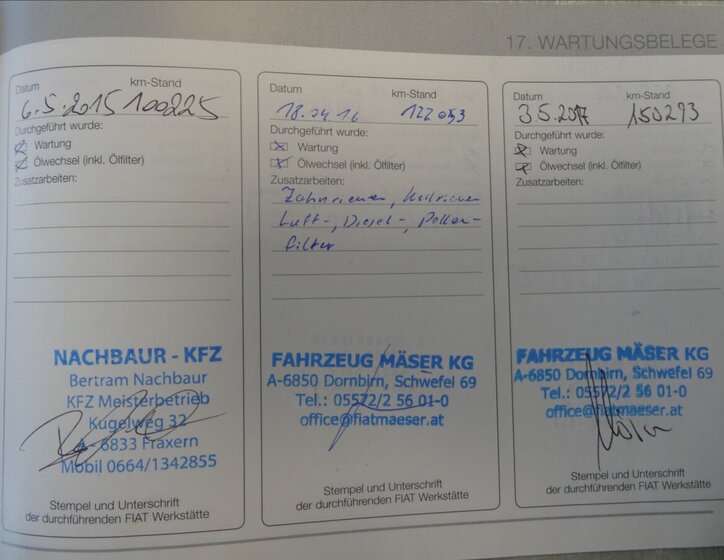 17. WARTUNGSBELEGE
Datum km-Stand
6.5.2015 100225
Durchgeführt wurde:
Wartung
Ölwechsel (inkl. Ölfilter)
Zusatzarbeiten:
NACHBAUR - KFZ
Bertram Nachbaur
KFZ Meisterbetrieb
Kugelweg 32
A-6833 Fraxern
Mobil 0664/1342855
Stempel und Unterschrift
der durchführenden FIAT Werkstätte
Datum km-Stand
18.04.16 122053
Durchgeführt wurde:
Wartung
Ölwechsel (inkl. Ölfilter)
Zusatzarbeiten:
Zahnriemen, Keilriemen
Luft-, Diesel-, Pollen-
filter
FAHRZEUG MÄSER KG
A-6850 Dornbirn, Schwefel 69
Tel.: 05572/2 56 01-0
office@fiatmaeser.at
Stempel und Unterschrift
der durchführenden FIAT Werkstätte
Datum km-Stand
3.5.2017 150293
Durchgeführt wurde:
Wartung
Ölwechsel (inkl. Ölfilter)
Zusatzarbeiten:
FAHRZEUG MÄSER KG
A-6850 Dornbirn, Schwefel 69
Tel.: 05572/2 56 01-0
office@fiatmaeser.at
Stempel und Unterschrift
der durchführenden FIAT Werkstätte